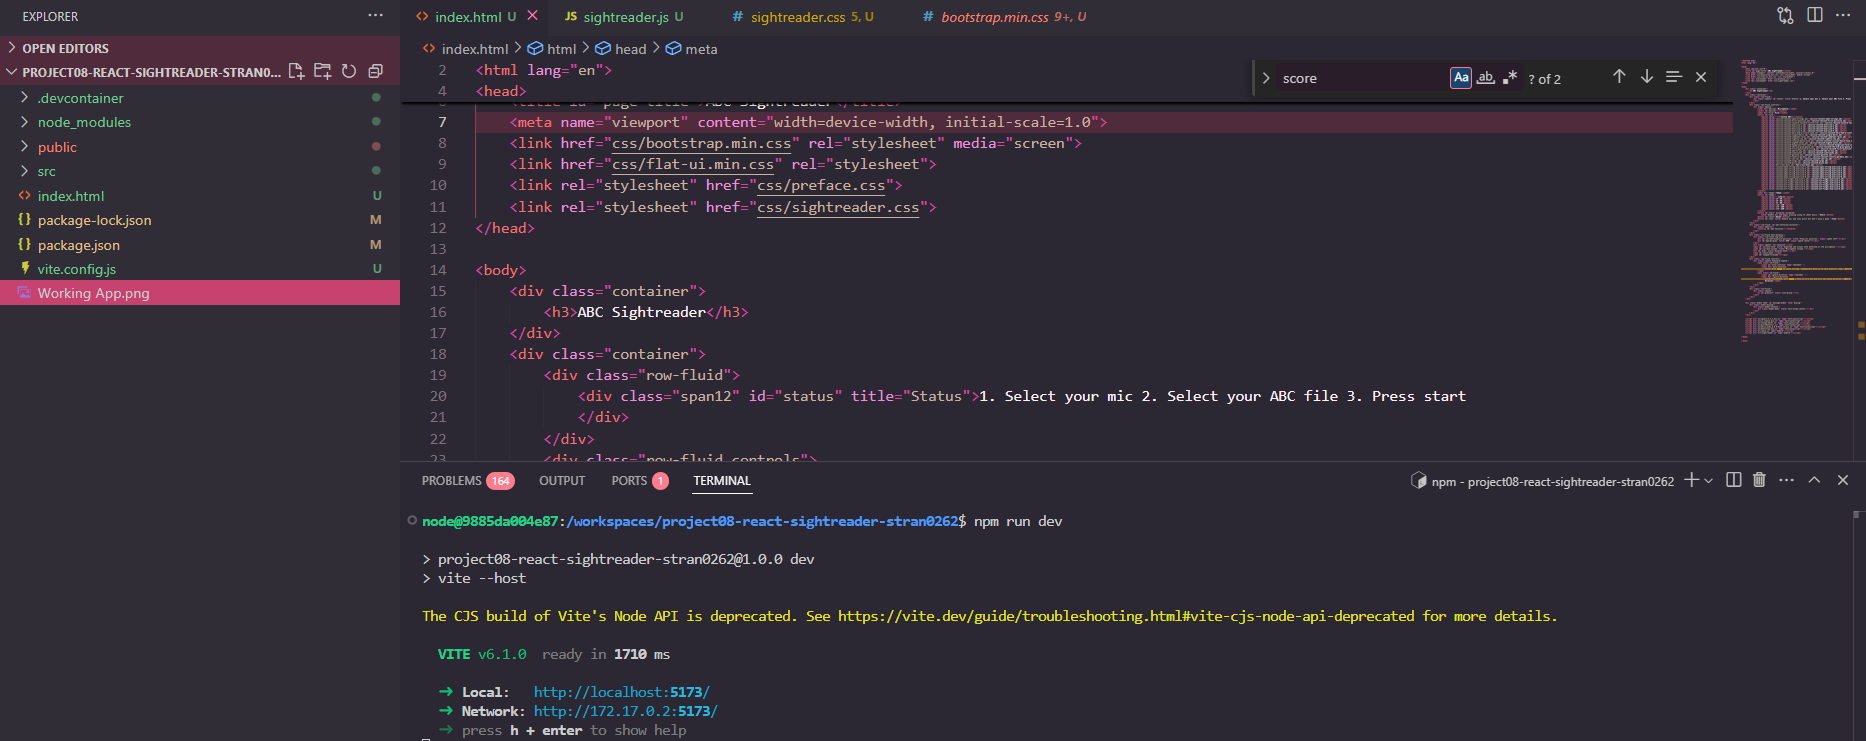 EXPLORER
OPEN EDITORS
PROJECT08-REACT-SIGHTREADER-STRAN0...
.devcontainer
node_modules
public
src
index.html U
package-lock.json M
package.json M
vite.config.js U
Working App.png
index.html U
JS sightreader.js U
# sightreader.css 5, U
# bootstrap.min.css 9+, U
index.html > html > head > meta
score Aa ab ? of 2
2 <html lang="en">
4 <head>
7 <meta name="viewport" content="width=device-width, initial-scale=1.0">
8 <link href="css/bootstrap.min.css" rel="stylesheet" media="screen">
9 <link href="css/flat-ui.min.css" rel="stylesheet">
10 <link rel="stylesheet" href="css/preface.css">
11 <link rel="stylesheet" href="css/sightreader.css">
12 </head>
13
14 <body>
15 <div class="container">
16 <h3>ABC Sightreader</h3>
17 </div>
18 <div class="container">
19 <div class="row-fluid">
20 <div class="span12" id="status" title="Status">1. Select your mic 2. Select your ABC file 3. Press start
21 </div>
22 </div>
23 <div class="row-fluid controls">
PROBLEMS 164 OUTPUT PORTS 1 TERMINAL
npm - project08-react-sightreader-stran0262
node@9885da004e87:/workspaces/project08-react-sightreader-stran0262$ npm run dev
> project08-react-sightreader-stran0262@1.0.0 dev
> vite --host
The CJS build of Vite's Node API is deprecated. See https://vite.dev/guide/troubleshooting.html#vite-cjs-node-api-deprecated for more details.
VITE v6.1.0 ready in 1710 ms
➜ Local: http://localhost:5173/
➜ Network: http://172.17.0.2:5173/
➜ press h + enter to show help